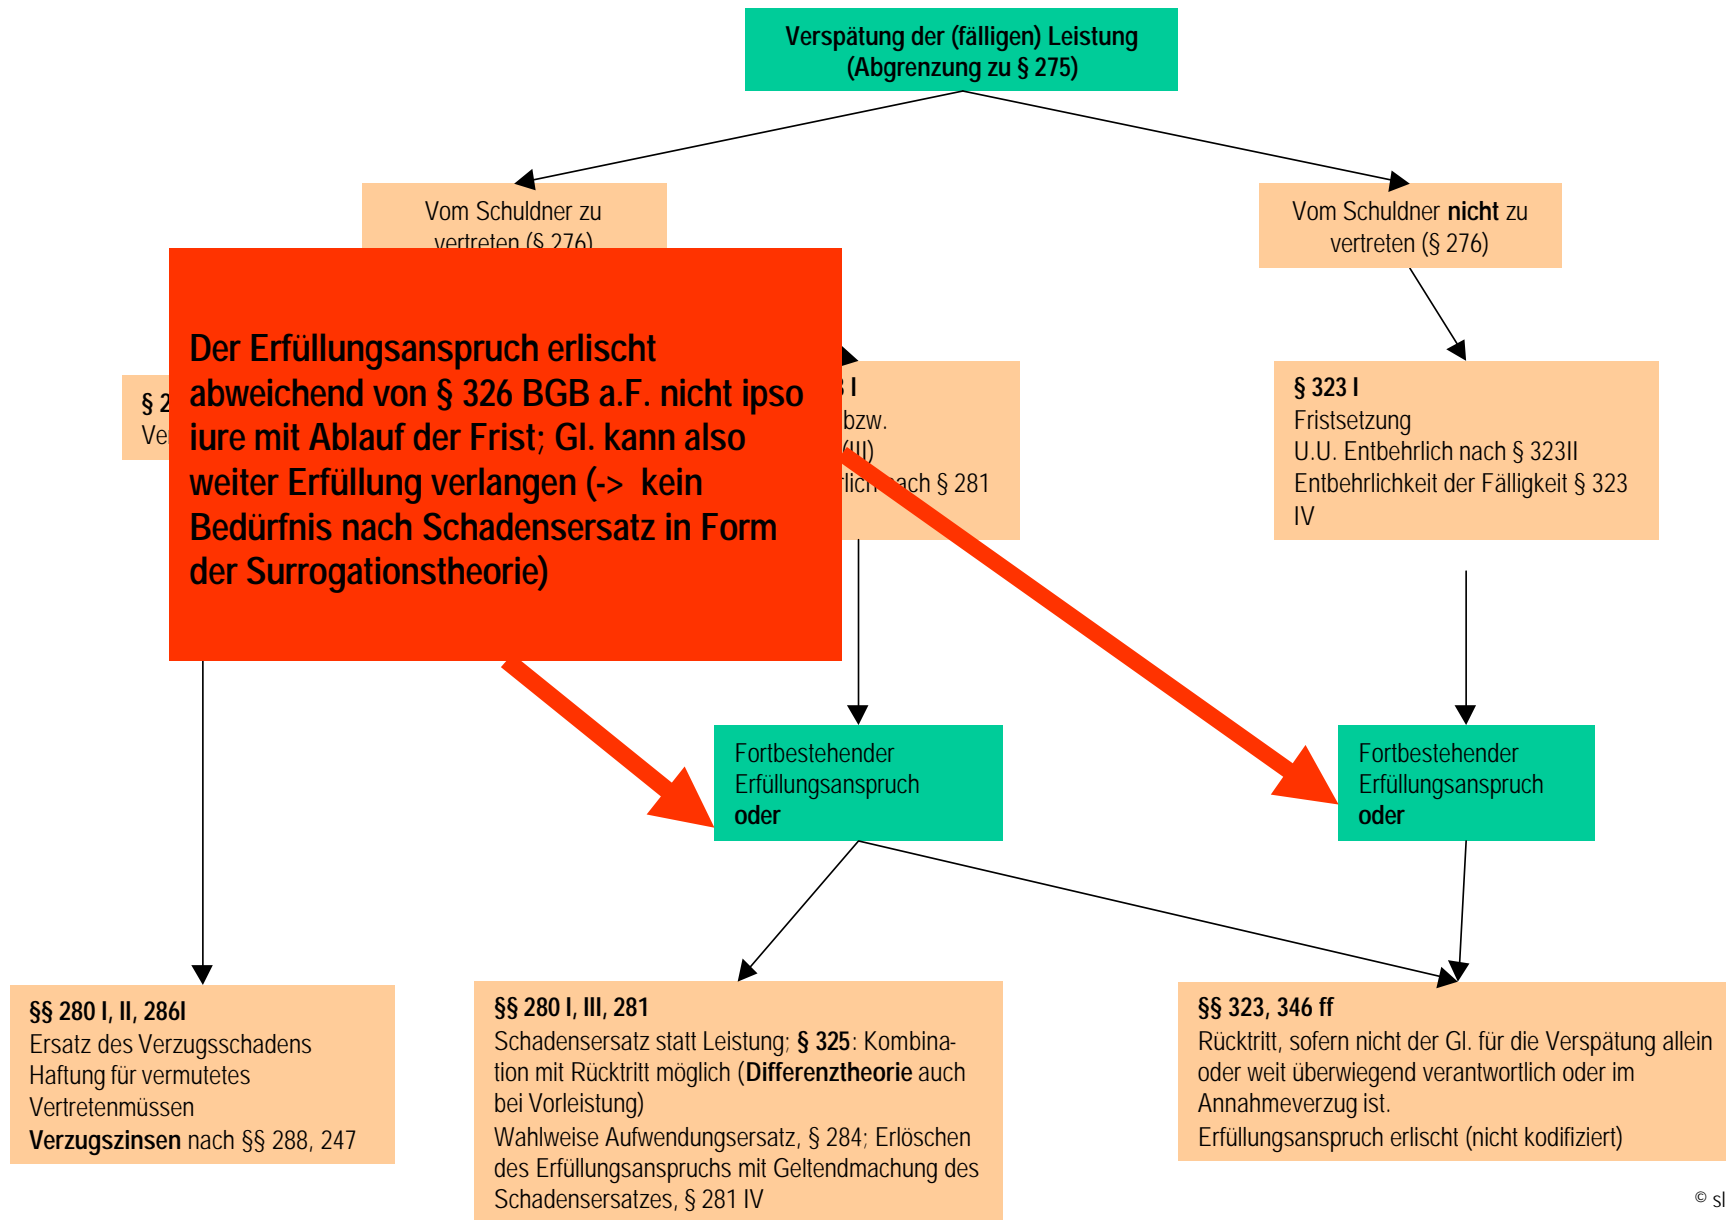 Verspätung der (fälligen) Leistung
(Abgrenzung zu § 275)
Vom Schuldner zu
vertreten (§ 276)
Vom Schuldner nicht zu
vertreten (§ 276)
Der Erfüllungsanspruch erlischt
abweichend von § 326 BGB a.F. nicht ipso
iure mit Ablauf der Frist; Gl. kann also
weiter Erfüllung verlangen (-> kein
Bedürfnis nach Schadensersatz in Form
der Surrogationstheorie)
§ 2
I
bzw.
(III)
nach § 281
§ 323 I
Fristsetzung
U.U. Entbehrlich nach § 323II
Entbehrlichkeit der Fälligkeit § 323
IV
Fortbestehender
Erfüllungsanspruch
oder
Fortbestehender
Erfüllungsanspruch
oder
§§ 280 I, II, 286I
Ersatz des Verzugsschadens
Haftung für vermutetes
Vertretenmüssen
Verzugszinsen nach §§ 288, 247
§§ 280 I, III, 281
Schadensersatz statt Leistung; § 325: Kombina-
tion mit Rücktritt möglich (Differenztheorie auch
bei Vorleistung)
Wahlweise Aufwendungsersatz, § 284; Erlöschen
des Erfüllungsanspruchs mit Geltendmachung des
Schadensersatzes, § 281 IV
§§ 323, 346 ff
Rücktritt, sofern nicht der Gl. für die Verspätung allein
oder weit überwiegend verantwortlich oder im
Annahmeverzug ist.
Erfüllungsanspruch erlischt (nicht kodifiziert)
© sl